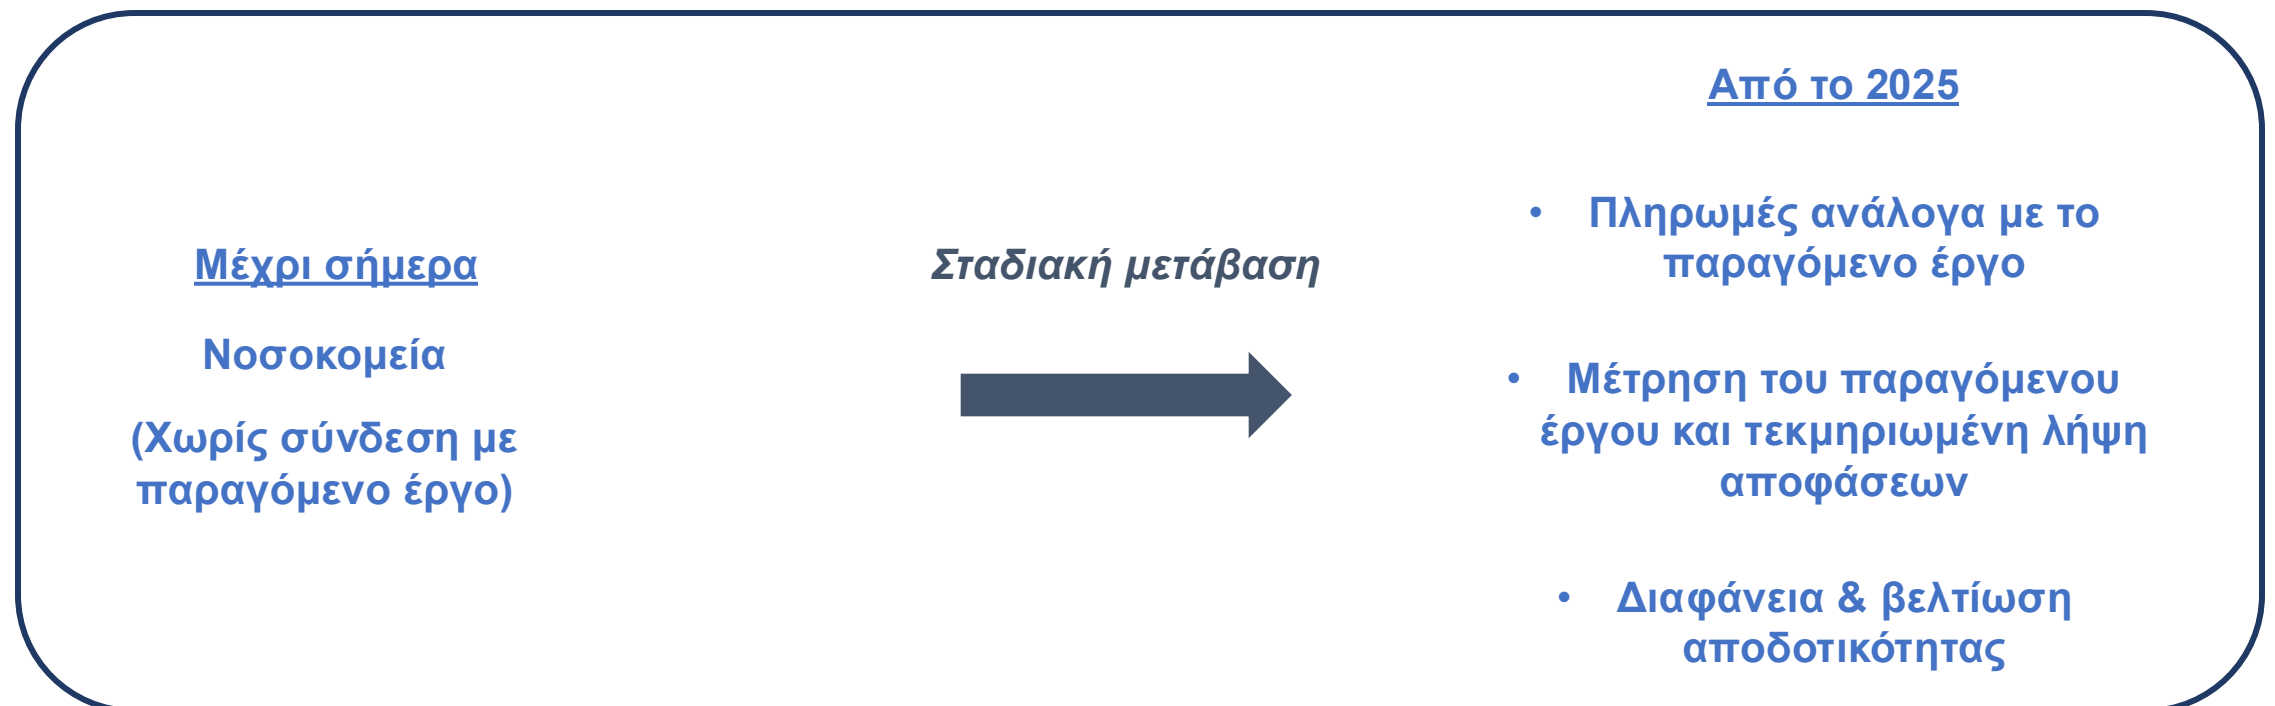 Μέχρι σήμερα
Νοσοκομεία
(Χωρίς σύνδεση με
παραγόμενο έργο)
Σταδιακή μετάβαση
Από το 2025
• Πληρωμές ανάλογα με το
παραγόμενο έργο
• Μέτρηση του παραγόμενου
έργου και τεκμηριωμένη λήψη
αποφάσεων
• Διαφάνεια & βελτίωση
αποδοτικότητας